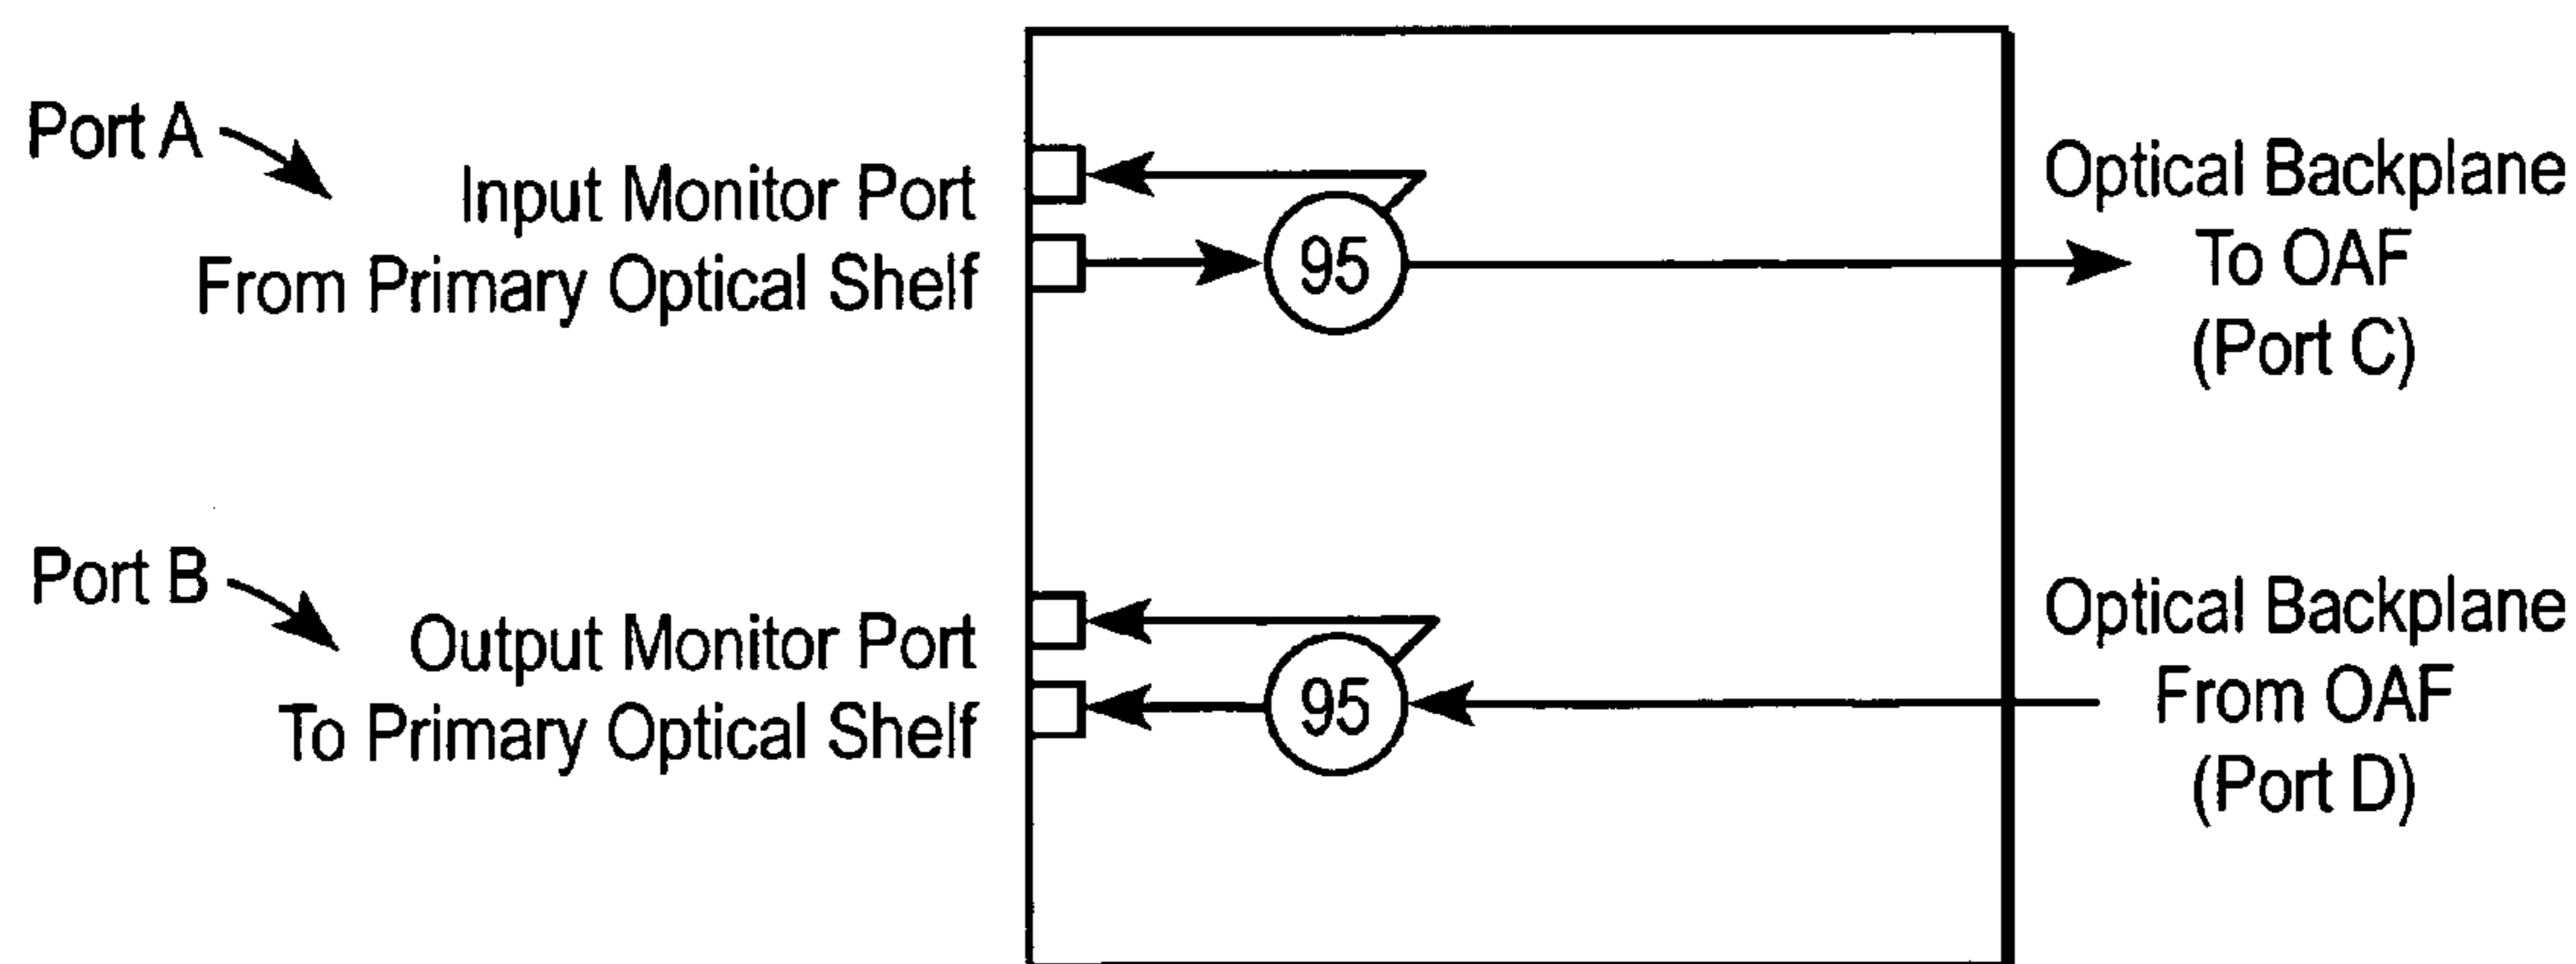 Port A
Input Monitor Port
From Primary Optical Shelf
95
Optical Backplane
To OAF
(Port C)
Port B
Output Monitor Port
To Primary Optical Shelf
95
Optical Backplane
From OAF
(Port D)